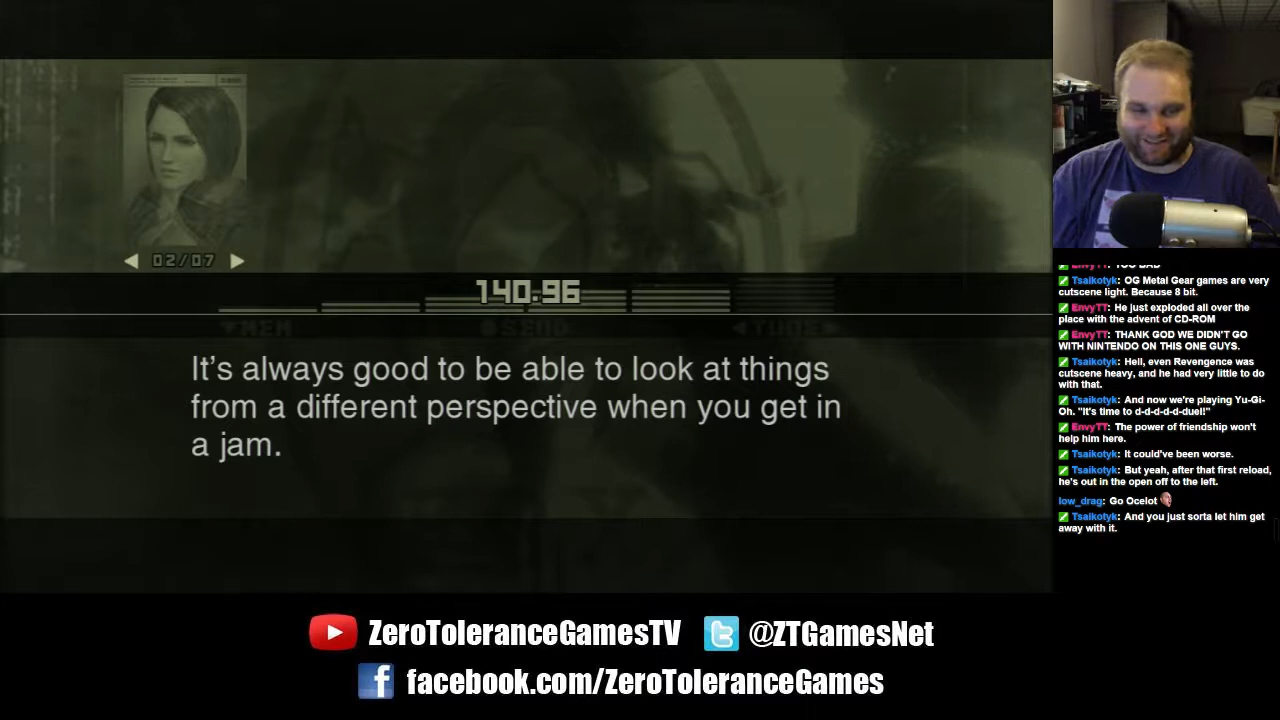 02/07
140.96
MEM
SEND
TUNE
It's always good to be able to look at things
from a different perspective when you get in
a jam.
EnvyTT: TOO BAD
Tsaikotyk: OG Metal Gear games are very
cutscene light. Because 8 bit.
EnvyTT: He just exploded all over the
place with the advent of CD-ROM
EnvyTT: THANK GOD WE DIDN'T GO
WITH NINTENDO ON THIS ONE GUYS.
Tsaikotyk: Hell, even Revengence was
cutscene heavy, and he had very little to do
with that.
Tsaikotyk: And now we're playing Yu-Gi-
Oh. "It's time to d-d-d-d-d-duel!"
EnvyTT: The power of friendship won't
help him here.
Tsaikotyk: It could've been worse.
Tsaikotyk: But yeah, after that first reload,
he's out in the open off to the left.
low_drag: Go Ocelot
Tsaikotyk: And you just sorta let him get
away with it.
ZeroToleranceGamesTV @ZTGamesNet
facebook.com/ZeroToleranceGames